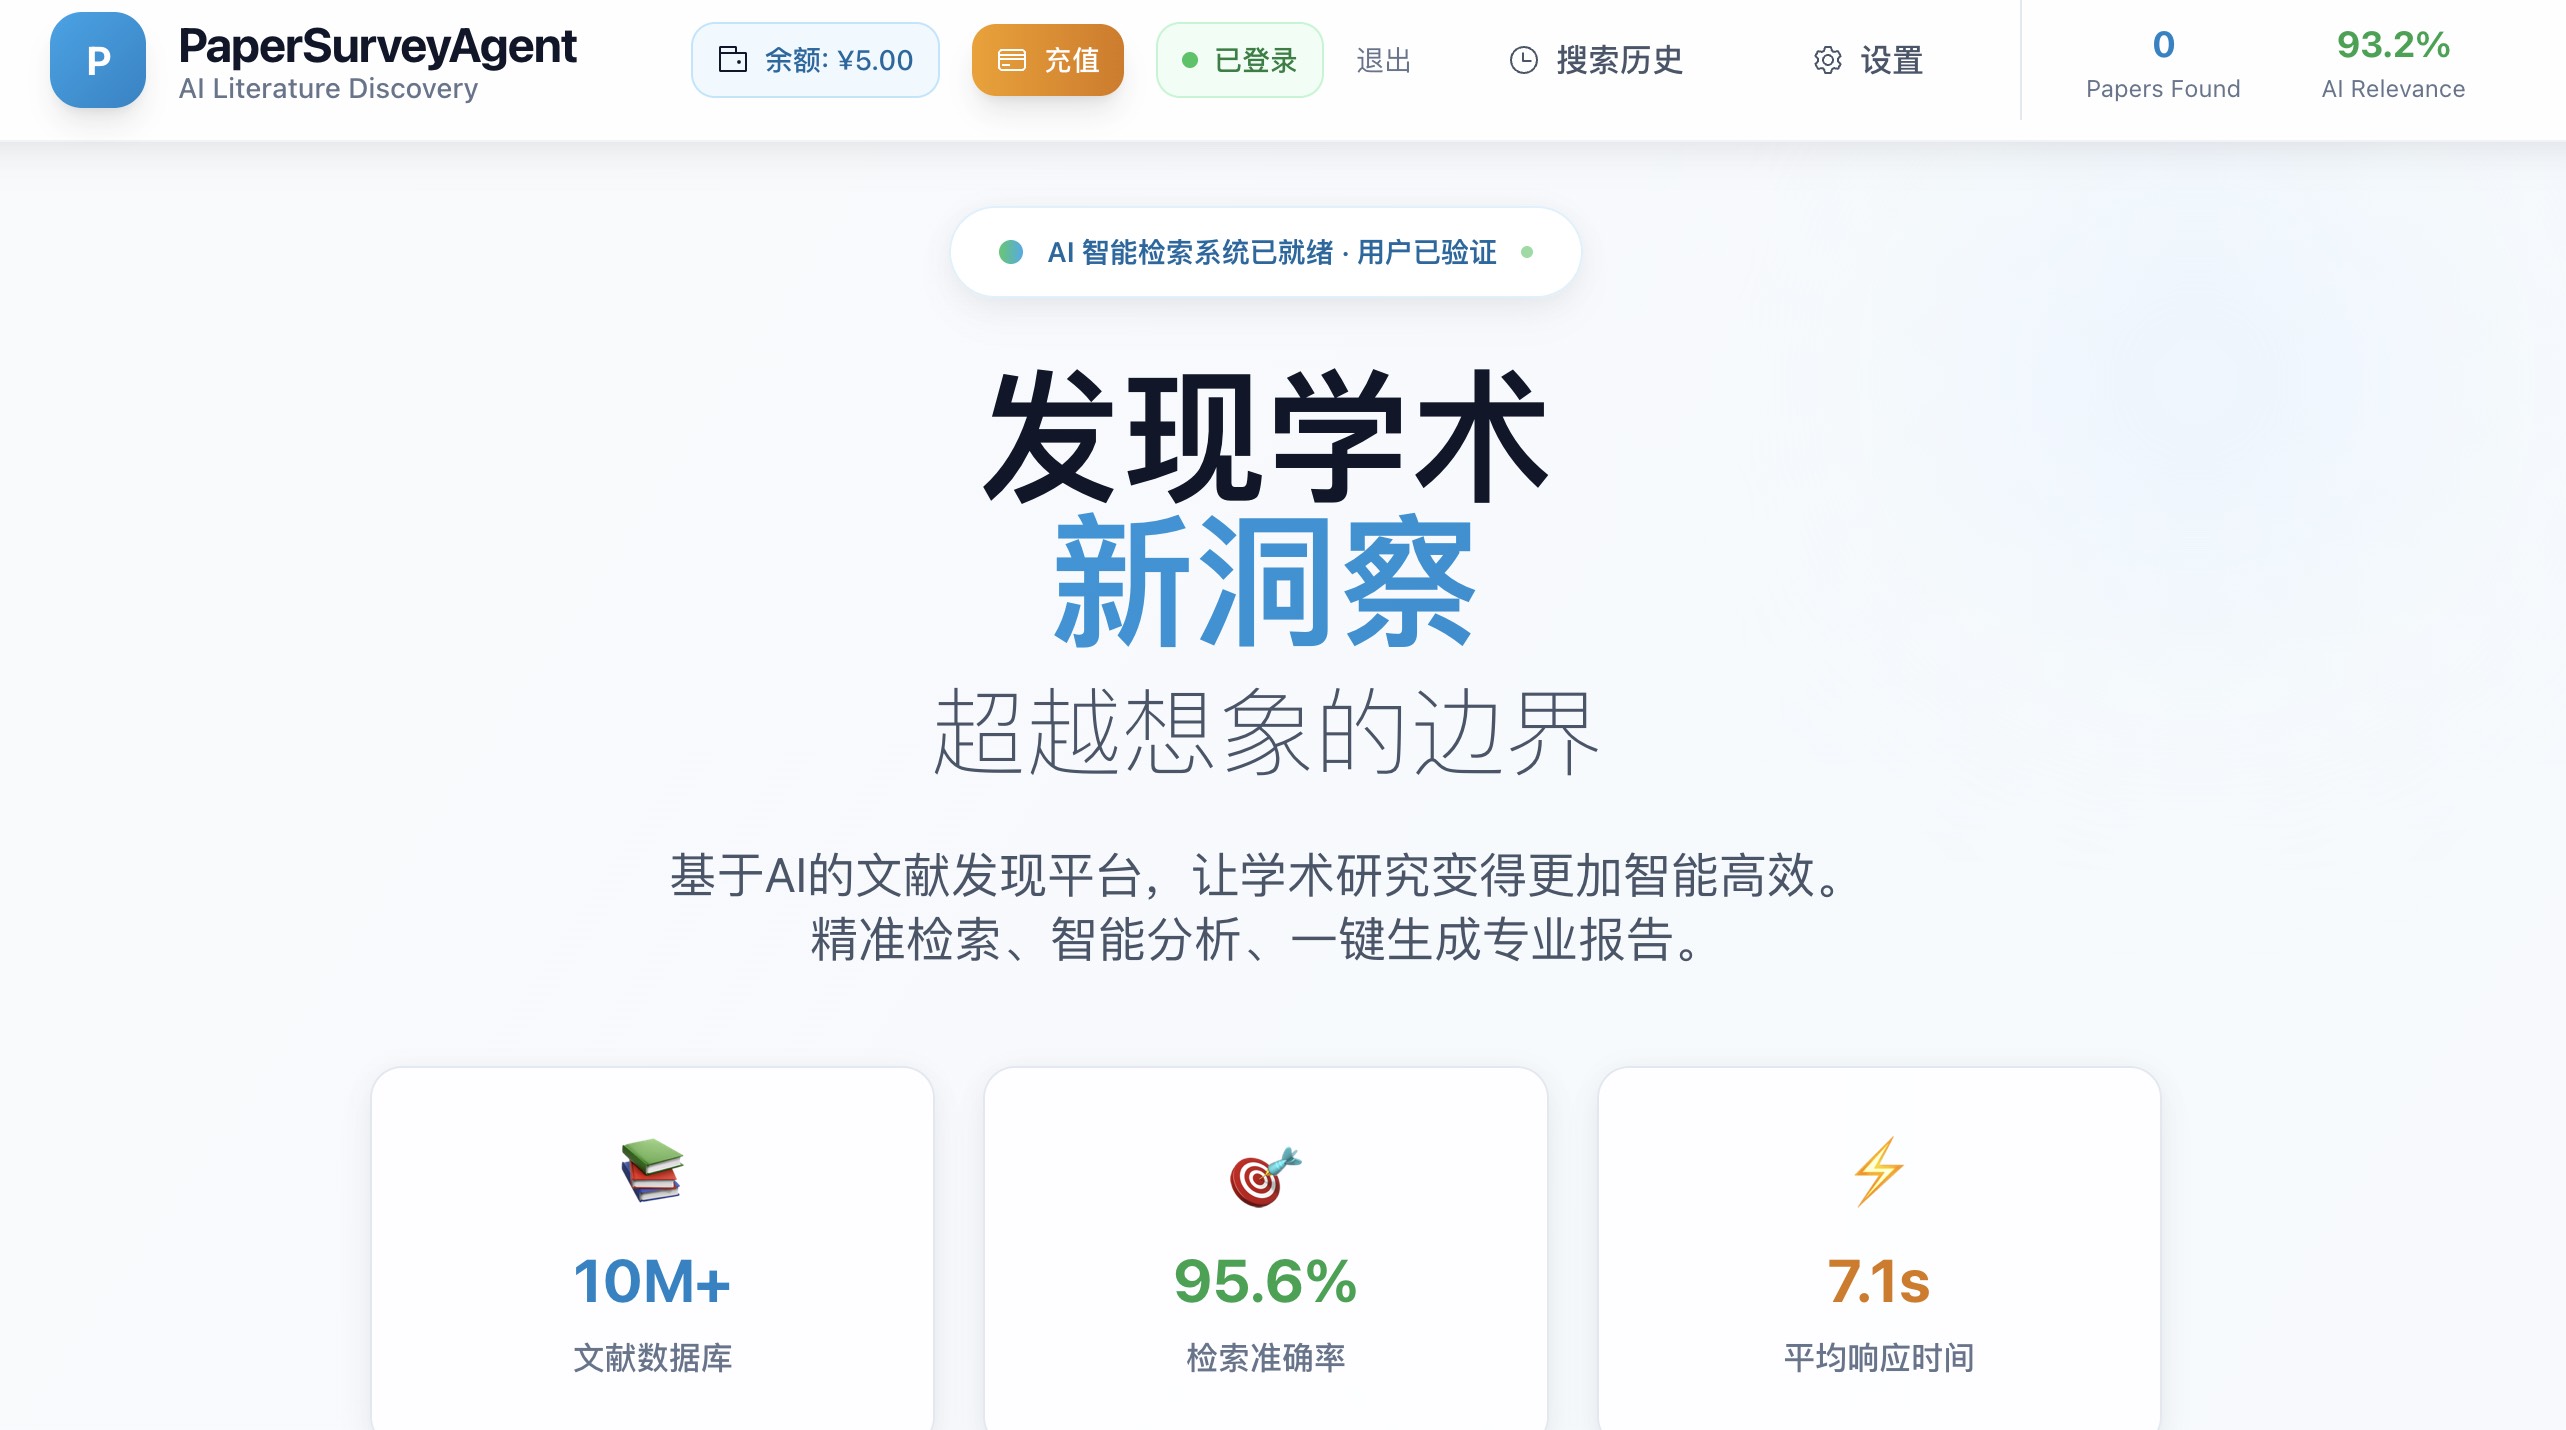 P
PaperSurveyAgent
AI Literature Discovery
余额: ¥5.00
充值
已登录
退出
搜索历史
设置
0
Papers Found
93.2%
AI Relevance
AI 智能检索系统已就绪 · 用户已验证
发现学术
新洞察
超越想象的边界
基于AI的文献发现平台，让学术研究变得更加智能高效。
精准检索、智能分析、一键生成专业报告。
10M+
文献数据库
95.6%
检索准确率
7.1s
平均响应时间